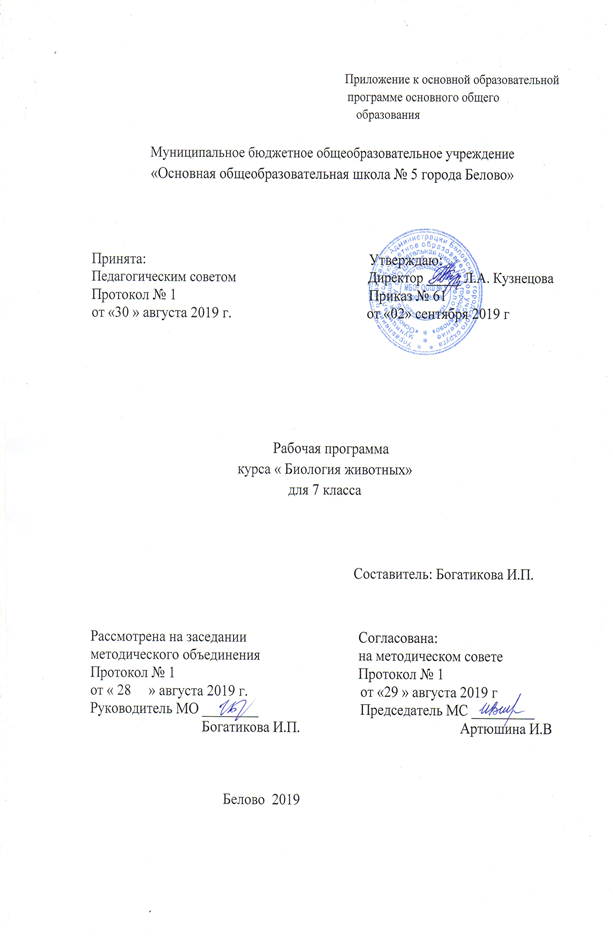 Приложение к основной образовательной
программе основного общего
образования
Муниципальное бюджетное общеобразовательное учреждение
«Основная общеобразовательная школа № 5 города Белово»
Принята:
Педагогическим советом
Протокол № 1
от «30 » августа 2019 г.
Утверждаю:
Директор Л.А. Кузнецова
Приказ № 61
от «02» сентября 2019 г
Рабочая программа
курса « Биология животных»
для 7 класса
Составитель: Богатикова И.П.
Рассмотрена на заседании
методического объединения
Протокол № 1
от « 28 » августа 2019 г.
Руководитель МО ________
Богатикова И.П.
Согласована:
на методическом совете
Протокол № 1
от «29 » августа 2019 г
Председатель МС _________
Артюшина И.В
Белово 2019